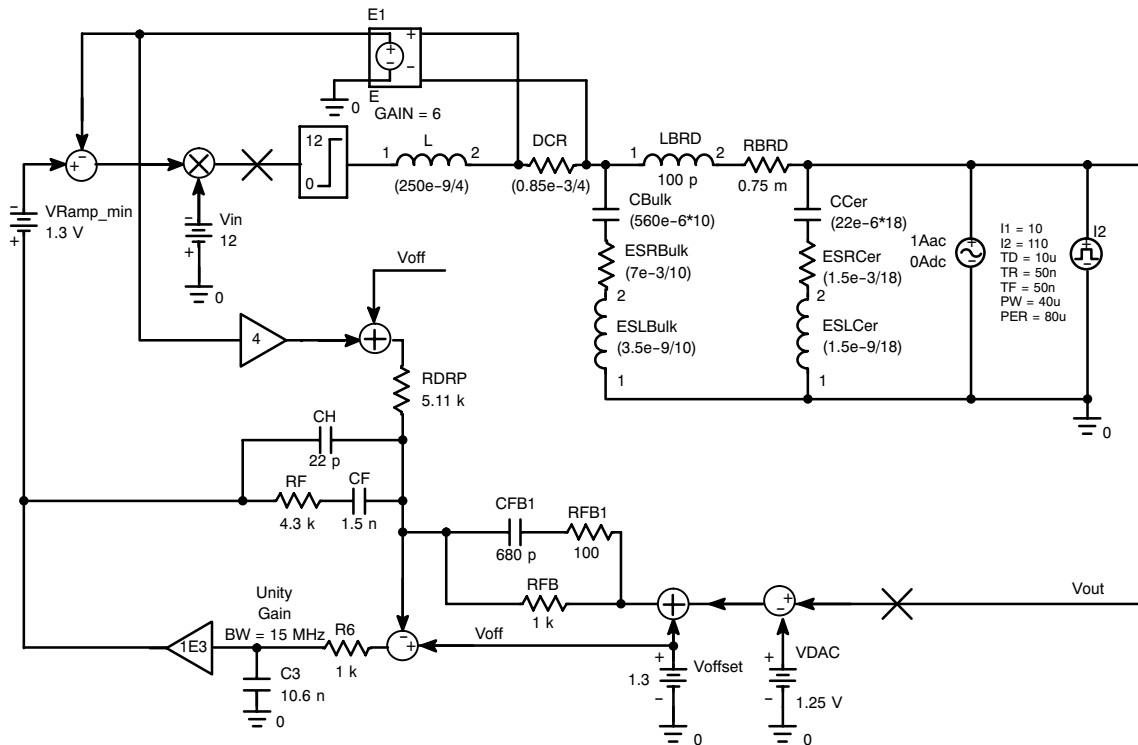 E1
+
+
−
−
E
GAIN = 6
0
12
0
L
1
2
(250e−9/4)
DCR
(0.85e−3/4)
LBRD
1
2
100 p
RBRD
0.75 m
−
+
−
+
VRamp_min
1.3 V
−
+
Vin
12
0
CBulk
(560e−6*10)
ESRBulk
(7e−3/10)
2
ESLBulk
(3.5e−9/10)
1
CCer
(22e−6*18)
ESRCer
(1.5e−3/18)
2
ESLCer
(1.5e−9/18)
1
1Aac
0Adc
+
−
I1 = 10
I2 = 110
TD = 10u
TR = 50n
TF = 50n
PW = 40u
PER = 80u
+
−
I2
0
Voff
4
RDRP
5.11 k
CH
22 p
RF
4.3 k
CF
1.5 n
CFB1
680 p
RFB1
100
RFB
1 k
Vout
Unity
Gain
BW = 15 MHz
1E3
R6
1 k
C3
10.6 n
0
−
+
Voff
+
−
1.3
Voffset
0
+
−
VDAC
+
−
1.25 V
0